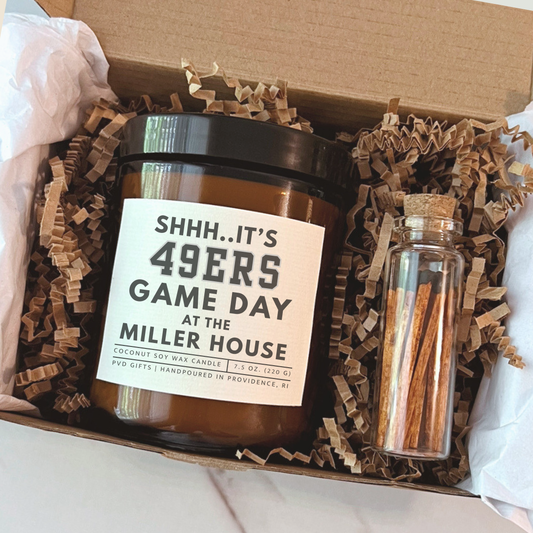 SHHH..IT'S
49ERS
GAME DAY
AT THE
MILLER HOUSE
COCONUT SOY WAX CANDLE | 7.5 OZ. (220 G)
PVD GIFTS | HANDPOURED IN PROVIDENCE, RI